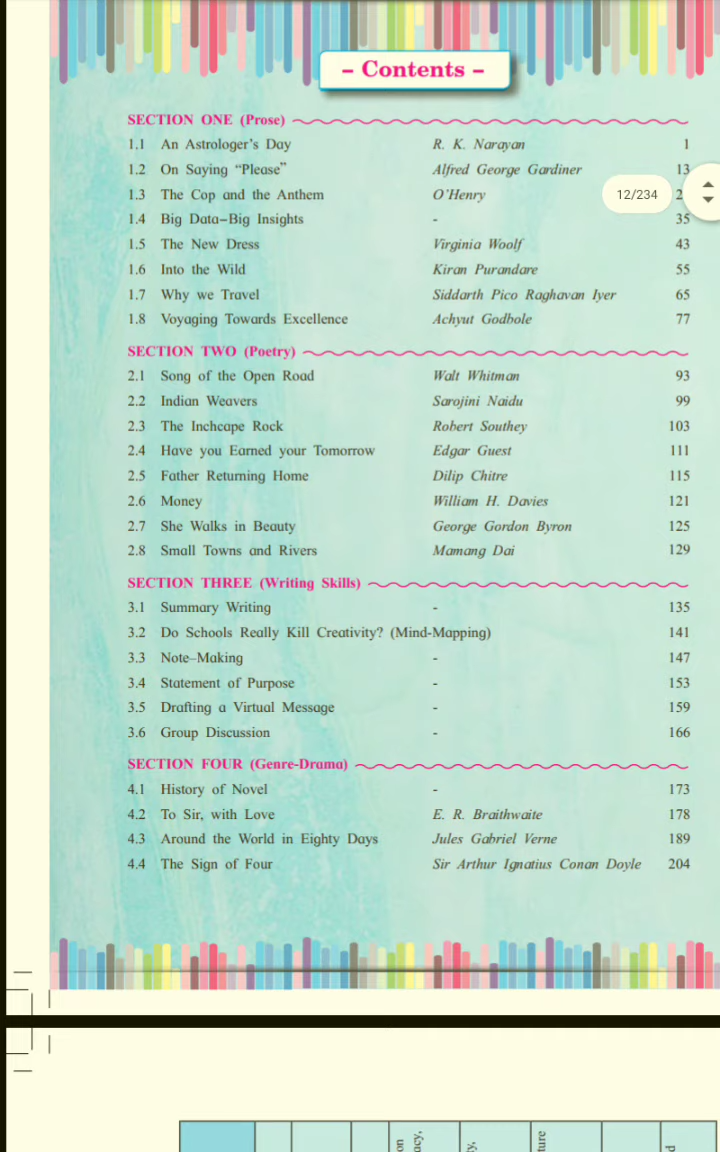 – Contents –
SECTION ONE (Prose)
1.1 An Astrologer's Day R. K. Narayan 1
1.2 On Saying “Please” Alfred George Gardiner 13
1.3 The Cop and the Anthem O'Henry 2
12/234
1.4 Big Data–Big Insights - 35
1.5 The New Dress Virginia Woolf 43
1.6 Into the Wild Kiran Purandare 55
1.7 Why we Travel Siddarth Pico Raghavan Iyer 65
1.8 Voyaging Towards Excellence Achyut Godbole 77
SECTION TWO (Poetry)
2.1 Song of the Open Road Walt Whitman 93
2.2 Indian Weavers Sarojini Naidu 99
2.3 The Inchcape Rock Robert Southey 103
2.4 Have you Earned your Tomorrow Edgar Guest 111
2.5 Father Returning Home Dilip Chitre 115
2.6 Money William H. Davies 121
2.7 She Walks in Beauty George Gordon Byron 125
2.8 Small Towns and Rivers Mamang Dai 129
SECTION THREE (Writing Skills)
3.1 Summary Writing - 135
3.2 Do Schools Really Kill Creativity? (Mind-Mapping) 141
3.3 Note–Making - 147
3.4 Statement of Purpose - 153
3.5 Drafting a Virtual Message - 159
3.6 Group Discussion - 166
SECTION FOUR (Genre-Drama)
4.1 History of Novel - 173
4.2 To Sir, with Love E. R. Braithwaite 178
4.3 Around the World in Eighty Days Jules Gabriel Verne 189
4.4 The Sign of Four Sir Arthur Ignatius Conan Doyle 204